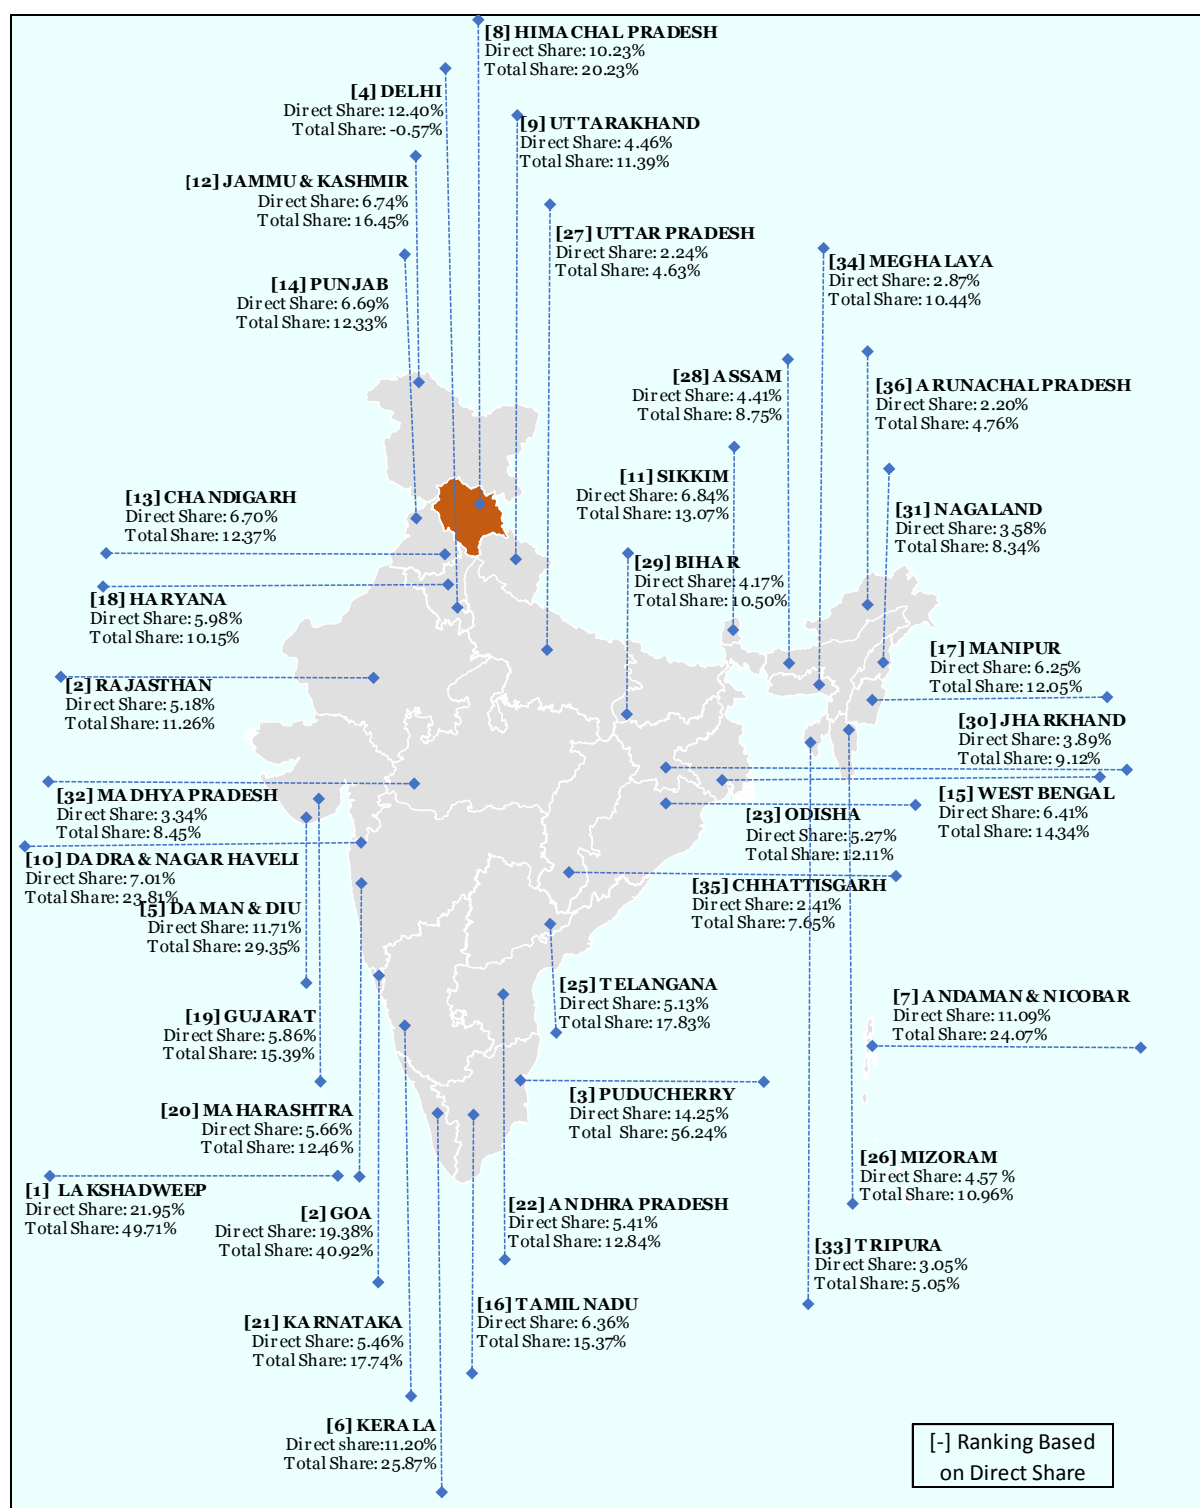 [8] HIMACHAL PRADESH
Direct Share: 10.23%
Total Share: 20.23%
[4] DELHI
Direct Share: 12.40%
Total Share: -0.57%
[9] UTTARAKHAND
Direct Share: 4.46%
Total Share: 11.39%
[12] JAMMU & KASHMIR
Direct Share: 6.74%
Total Share: 16.45%
[27] UTTAR PRADESH
Direct Share: 2.24%
Total Share: 4.63%
[34] MEGHALAYA
Direct Share: 2.87%
Total Share: 10.44%
[14] PUNJAB
Direct Share: 6.69%
Total Share: 12.33%
[28] ASSAM
Direct Share: 4.41%
Total Share: 8.75%
[36] ARUNACHAL PRADESH
Direct Share: 2.20%
Total Share: 4.76%
[11] SIKKIM
Direct Share: 6.84%
Total Share: 13.07%
[13] CHANDIGARH
Direct Share: 6.70%
Total Share: 12.37%
[31] NAGALAND
Direct Share: 3.58%
Total Share: 8.34%
[29] BIHAR
Direct Share: 4.17%
Total Share: 10.50%
[18] HARYANA
Direct Share: 5.98%
Total Share: 10.15%
[17] MANIPUR
Direct Share: 6.25%
Total Share: 12.05%
[2] RAJASTHAN
Direct Share: 5.18%
Total Share: 11.26%
[30] JHARKHAND
Direct Share: 3.89%
Total Share: 9.12%
[32] MADHYA PRADESH
Direct Share: 3.34%
Total Share: 8.45%
[15] WEST BENGAL
Direct Share: 6.41%
Total Share: 14.34%
[23] ODISHA
Direct Share: 5.27%
Total Share: 12.11%
[10] DADRA & NAGAR HAVELI
Direct Share: 7.01%
Total Share: 23.81%
[35] CHHATTISGARH
Direct Share: 2.41%
Total Share: 7.65%
[5] DAMAN & DIU
Direct Share: 11.71%
Total Share: 29.35%
[25] TELANGANA
Direct Share: 5.13%
Total Share: 17.83%
[7] ANDAMAN & NICOBAR
Direct Share: 11.09%
Total Share: 24.07%
[19] GUJARAT
Direct Share: 5.86%
Total Share: 15.39%
[3] PUDUCHERRY
Direct Share: 14.25%
Total Share: 56.24%
[20] MAHARASHTRA
Direct Share: 5.66%
Total Share: 12.46%
[26] MIZORAM
Direct Share: 4.57 %
Total Share: 10.96%
[1] LAKSHADWEEP
Direct Share: 21.95%
Total Share: 49.71%
[22] ANDHRA PRADESH
Direct Share: 5.41%
Total Share: 12.84%
[2] GOA
Direct Share: 19.38%
Total Share: 40.92%
[33] TRIPURA
Direct Share: 3.05%
Total Share: 5.05%
[16] TAMIL NADU
Direct Share: 6.36%
Total Share: 15.37%
[21] KARNATAKA
Direct Share: 5.46%
Total Share: 17.74%
[6] KERALA
Direct share:11.20%
Total Share: 25.87%
[-] Ranking Based
on Direct Share